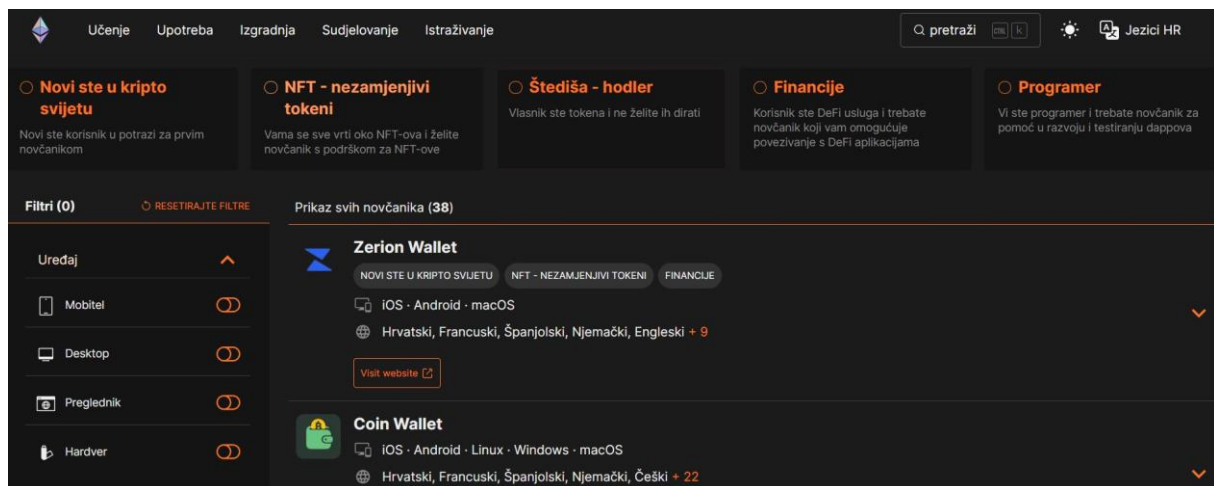 Učenje Upotreba Izgradnja Sudjelovanje Istraživanje pretraži CTRL K Jezici HR
Novi ste u kripto
svijetu
Novi ste korisnik u potrazi za prvim
novčanikom
NFT - nezamjenjivi
tokeni
Vama se sve vrti oko NFT-ova i želite
novčanik s podrškom za NFT-ove
Štediša - hodler
Vlasnik ste tokena i ne želite ih dirati
Financije
Korisnik ste DeFi usluga i trebate
novčanik koji vam omogućuje
povezivanje s DeFi aplikacijama
Programer
Vi ste programer i trebate novčanik za
pomoć u razvoju i testiranju dappova
Filtri (0) RESETIRAJTE FILTRE
Uređaj
Mobitel
Desktop
Preglednik
Hardver
Prikaz svih novčanika (38)
Zerion Wallet
NOVI STE U KRIPTO SVIJETU NFT - NEZAMJENJIVI TOKENI FINANCIJE
iOS · Android · macOS
Hrvatski, Francuski, Španjolski, Njemački, Engleski + 9
Visit website
Coin Wallet
iOS · Android · Linux · Windows · macOS
Hrvatski, Francuski, Španjolski, Njemački, Češki + 22